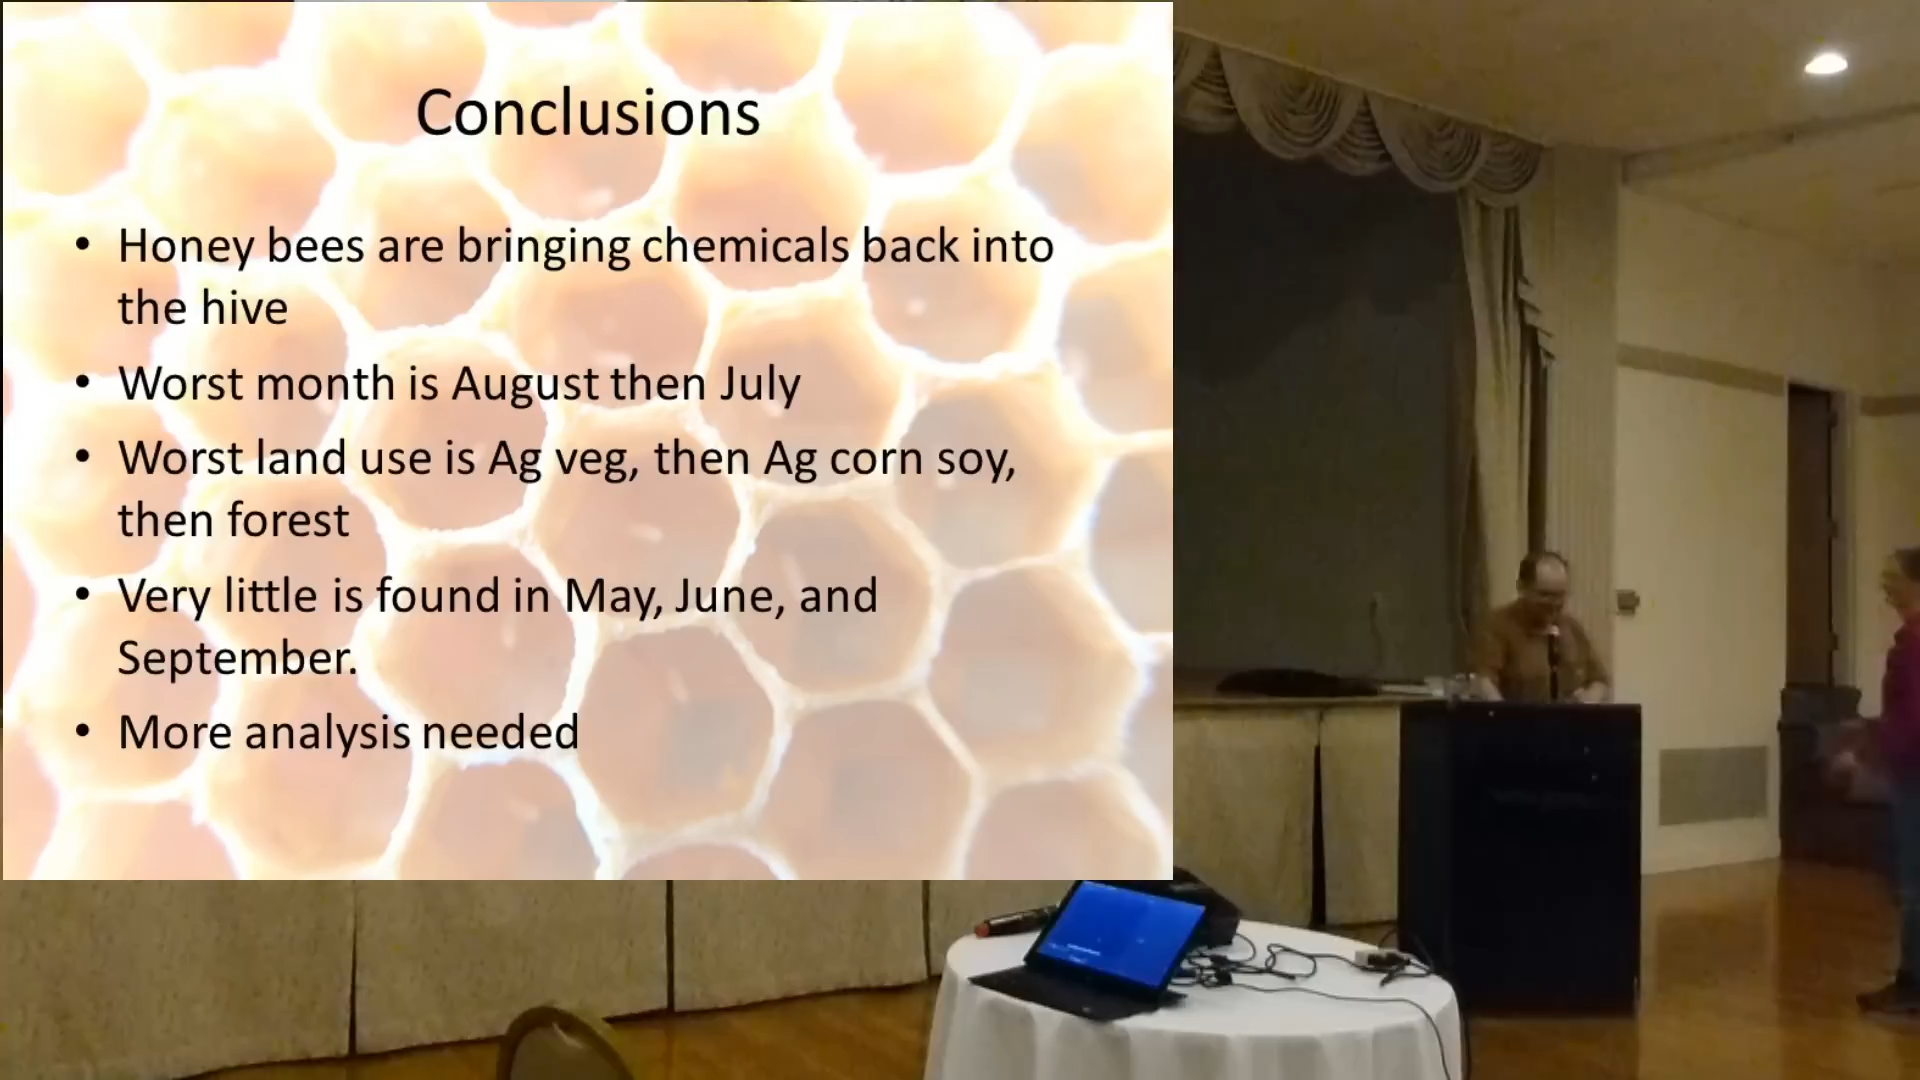 Conclusions
• Honey bees are bringing chemicals back into
the hive
• Worst month is August then July
• Worst land use is Ag veg, then Ag corn soy,
then forest
• Very little is found in May, June, and
September.
• More analysis needed